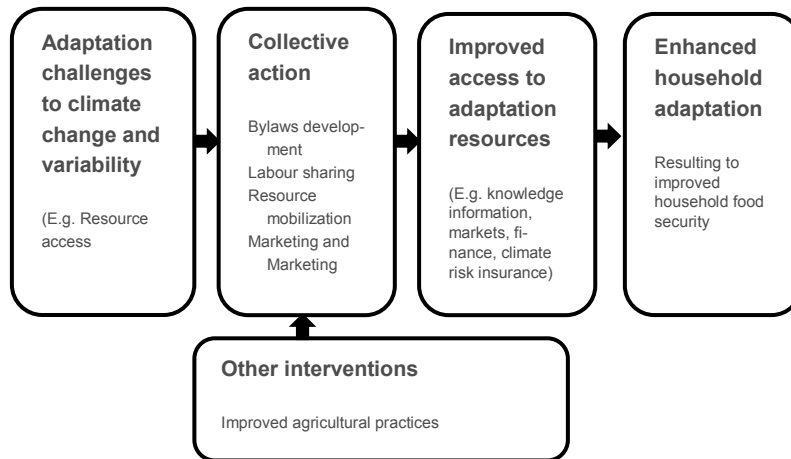 Adaptation
challenges
to climate
change and
variability
(E.g. Resource
access
Collective
action
Bylaws develop-
ment
Labour sharing
Resource
mobilization
Marketing and
Marketing
Improved
access to
adaptation
resources
(E.g. knowledge
information,
markets, fi-
nance, climate
risk insurance)
Enhanced
household
adaptation
Resulting to
improved
household food
security
Other interventions
Improved agricultural practices